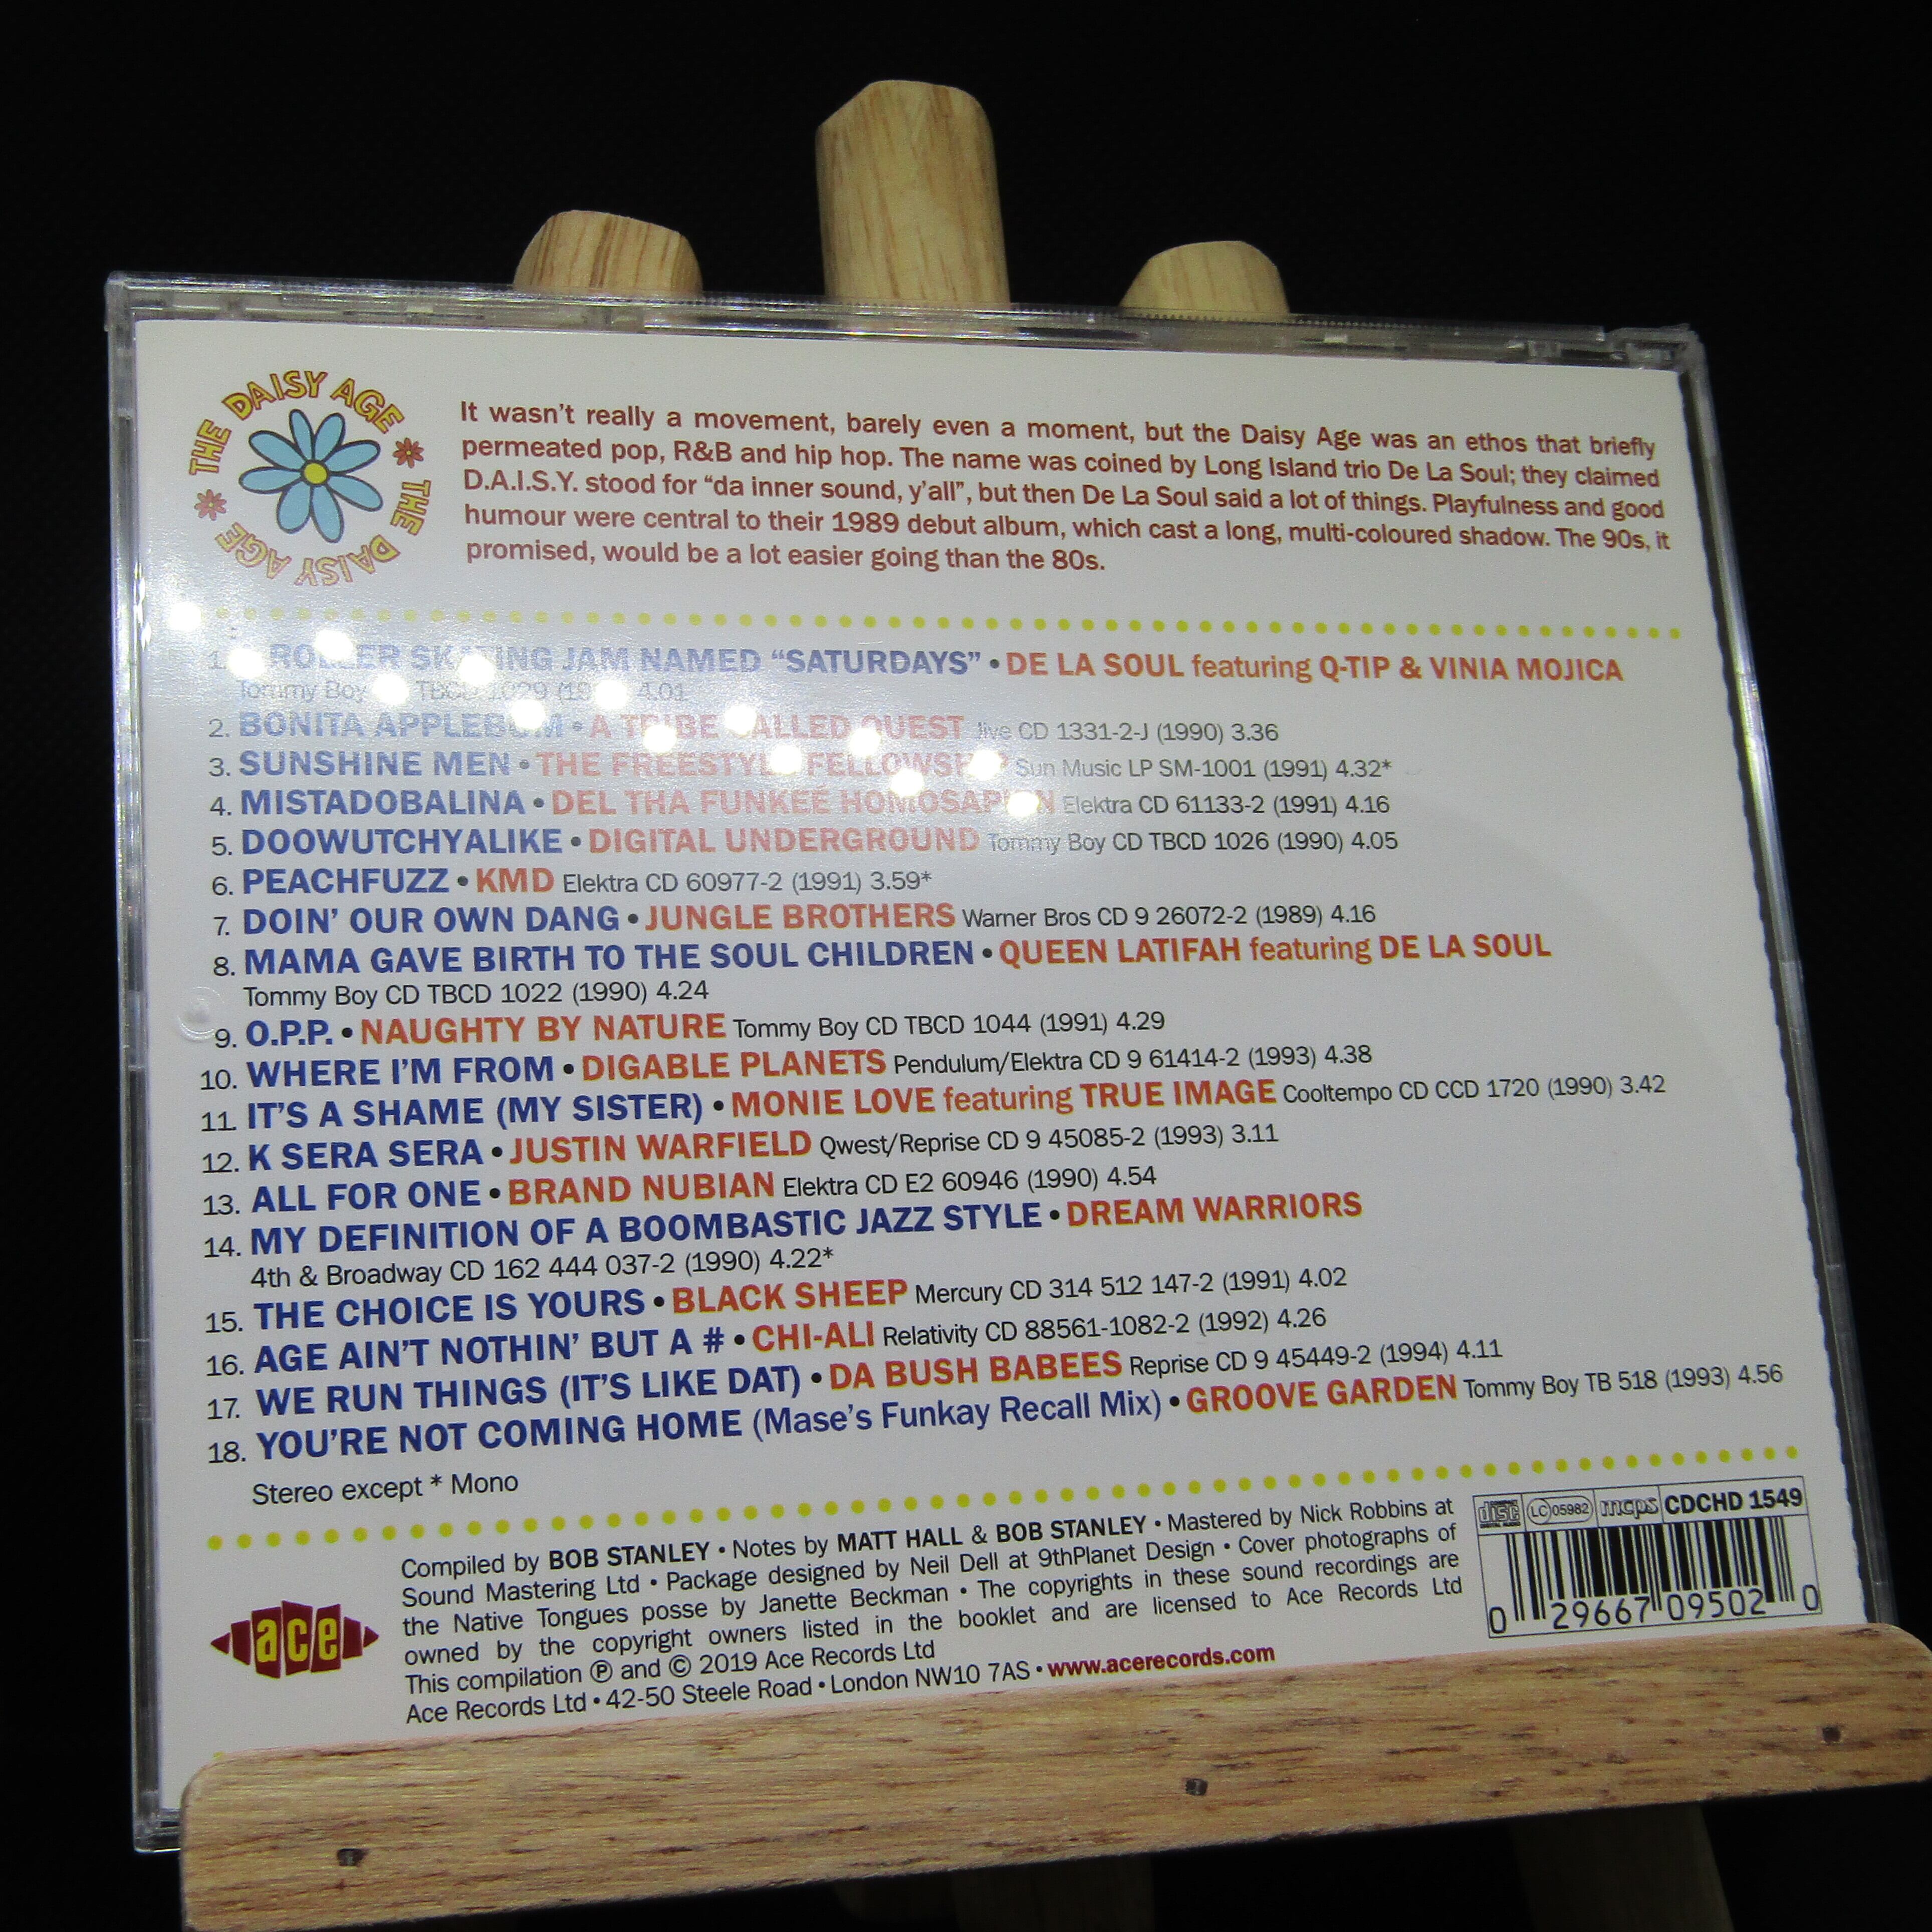 THE DAISY AGE THE DAISY AGE
It wasn't really a movement, barely even a moment, but the Daisy Age was an ethos that briefly
permeated pop, R&B and hip hop. The name was coined by Long Island trio De La Soul; they claimed
D.A.I.S.Y. stood for “da inner sound, y'all”, but then De La Soul said a lot of things. Playfulness and good
humour were central to their 1989 debut album, which cast a long, multi-coloured shadow. The 90s, it
promised, would be a lot easier going than the 80s.
1. ROLLER SKATING JAM NAMED “SATURDAYS” • DE LA SOUL featuring Q-TIP & VINIA MOJICA
Tommy Boy TBCD 1029 4.01
2. BONITA APPLEBUM • A TRIBE CALLED QUEST Jive CD 1331-2-J (1990) 3.36
3. SUNSHINE MEN • THE FREESTYLE FELLOWSHIP Sun Music LP SM-1001 (1991) 4.32*
4. MISTADOBALINA • DEL THA FUNKEÉ HOMOSAPIEN Elektra CD 61133-2 (1991) 4.16
5. DOOWUTCHYALIKE • DIGITAL UNDERGROUND Tommy Boy CD TBCD 1026 (1990) 4.05
6. PEACHFUZZ • KMD Elektra CD 60977-2 (1991) 3.59*
7. DOIN' OUR OWN DANG • JUNGLE BROTHERS Warner Bros CD 9 26072-2 (1989) 4.16
8. MAMA GAVE BIRTH TO THE SOUL CHILDREN • QUEEN LATIFAH featuring DE LA SOUL
Tommy Boy CD TBCD 1022 (1990) 4.24
9. O.P.P. • NAUGHTY BY NATURE Tommy Boy CD TBCD 1044 (1991) 4.29
10. WHERE I'M FROM • DIGABLE PLANETS Pendulum/Elektra CD 9 61414-2 (1993) 4.38
11. IT'S A SHAME (MY SISTER) • MONIE LOVE featuring TRUE IMAGE Cooltempo CD CCD 1720 (1990) 3.42
12. K SERA SERA • JUSTIN WARFIELD Qwest/Reprise CD 9 45085-2 (1993) 3.11
13. ALL FOR ONE • BRAND NUBIAN Elektra CD E2 60946 (1990) 4.54
14. MY DEFINITION OF A BOOMBASTIC JAZZ STYLE • DREAM WARRIORS
4th & Broadway CD 162 444 037-2 (1990) 4.22*
15. THE CHOICE IS YOURS • BLACK SHEEP Mercury CD 314 512 147-2 (1991) 4.02
16. AGE AIN'T NOTHIN' BUT A # • CHI-ALI Relativity CD 88561-1082-2 (1992) 4.26
17. WE RUN THINGS (IT'S LIKE DAT) • DA BUSH BABEES Reprise CD 9 45449-2 (1994) 4.11
18. YOU'RE NOT COMING HOME (Mase's Funkay Recall Mix) • GROOVE GARDEN Tommy Boy TB 518 (1993) 4.56
Stereo except * Mono
ace
Compiled by BOB STANLEY • Notes by MATT HALL & BOB STANLEY • Mastered by Nick Robbins at
Sound Mastering Ltd • Package designed by Neil Dell at 9thPlanet Design • Cover photographs of
the Native Tongues posse by Janette Beckman • The copyrights in these sound recordings are
owned by the copyright owners listed in the booklet and are licensed to Ace Records Ltd
This compilation ℗ and © 2019 Ace Records Ltd
Ace Records Ltd • 42-50 Steele Road • London NW10 7AS • www.acerecords.com
COMPACT disc DIGITAL AUDIO LC 05982 mcps CDCHD 1549
0 29667 09502 0